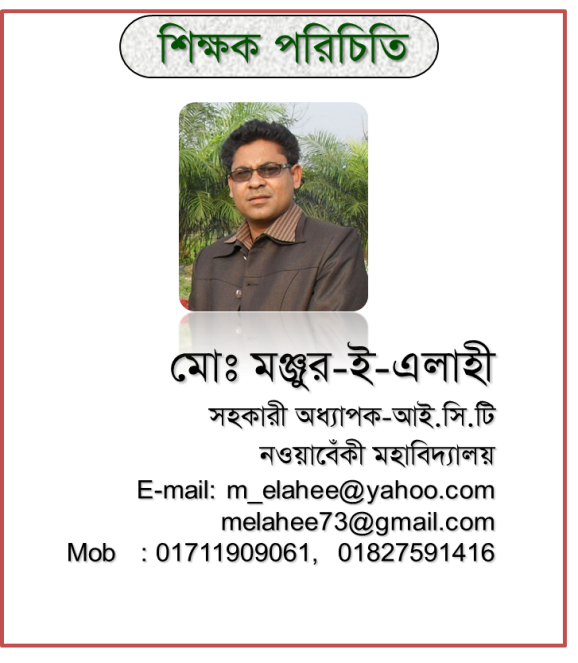 শিক্ষক পরিচিতি
মোঃ মঞ্জুর-ই-এলাহী
সহকারী অধ্যাপক-আই.সি.টি
নওয়াবেঁকী মহাবিদ্যালয়
E-mail: m_elahee@yahoo.com
melahee73@gmail.com
Mob : 01711909061, 01827591416